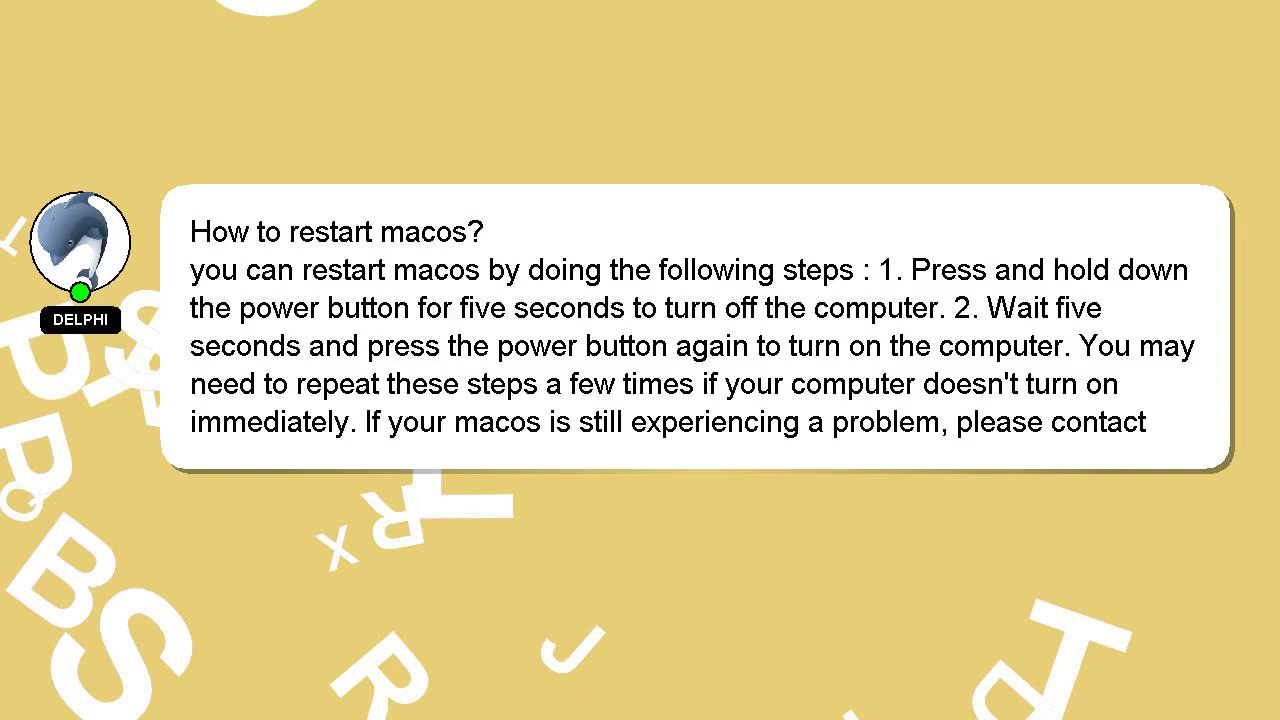 How to restart macos?
you can restart macos by doing the following steps : 1. Press and hold down
the power button for five seconds to turn off the computer. 2. Wait five
seconds and press the power button again to turn on the computer. You may
need to repeat these steps a few times if your computer doesn't turn on
immediately. If your macos is still experiencing a problem, please contact
DELPHI
P
R
Q
B
S
X
R
R
J
T
D